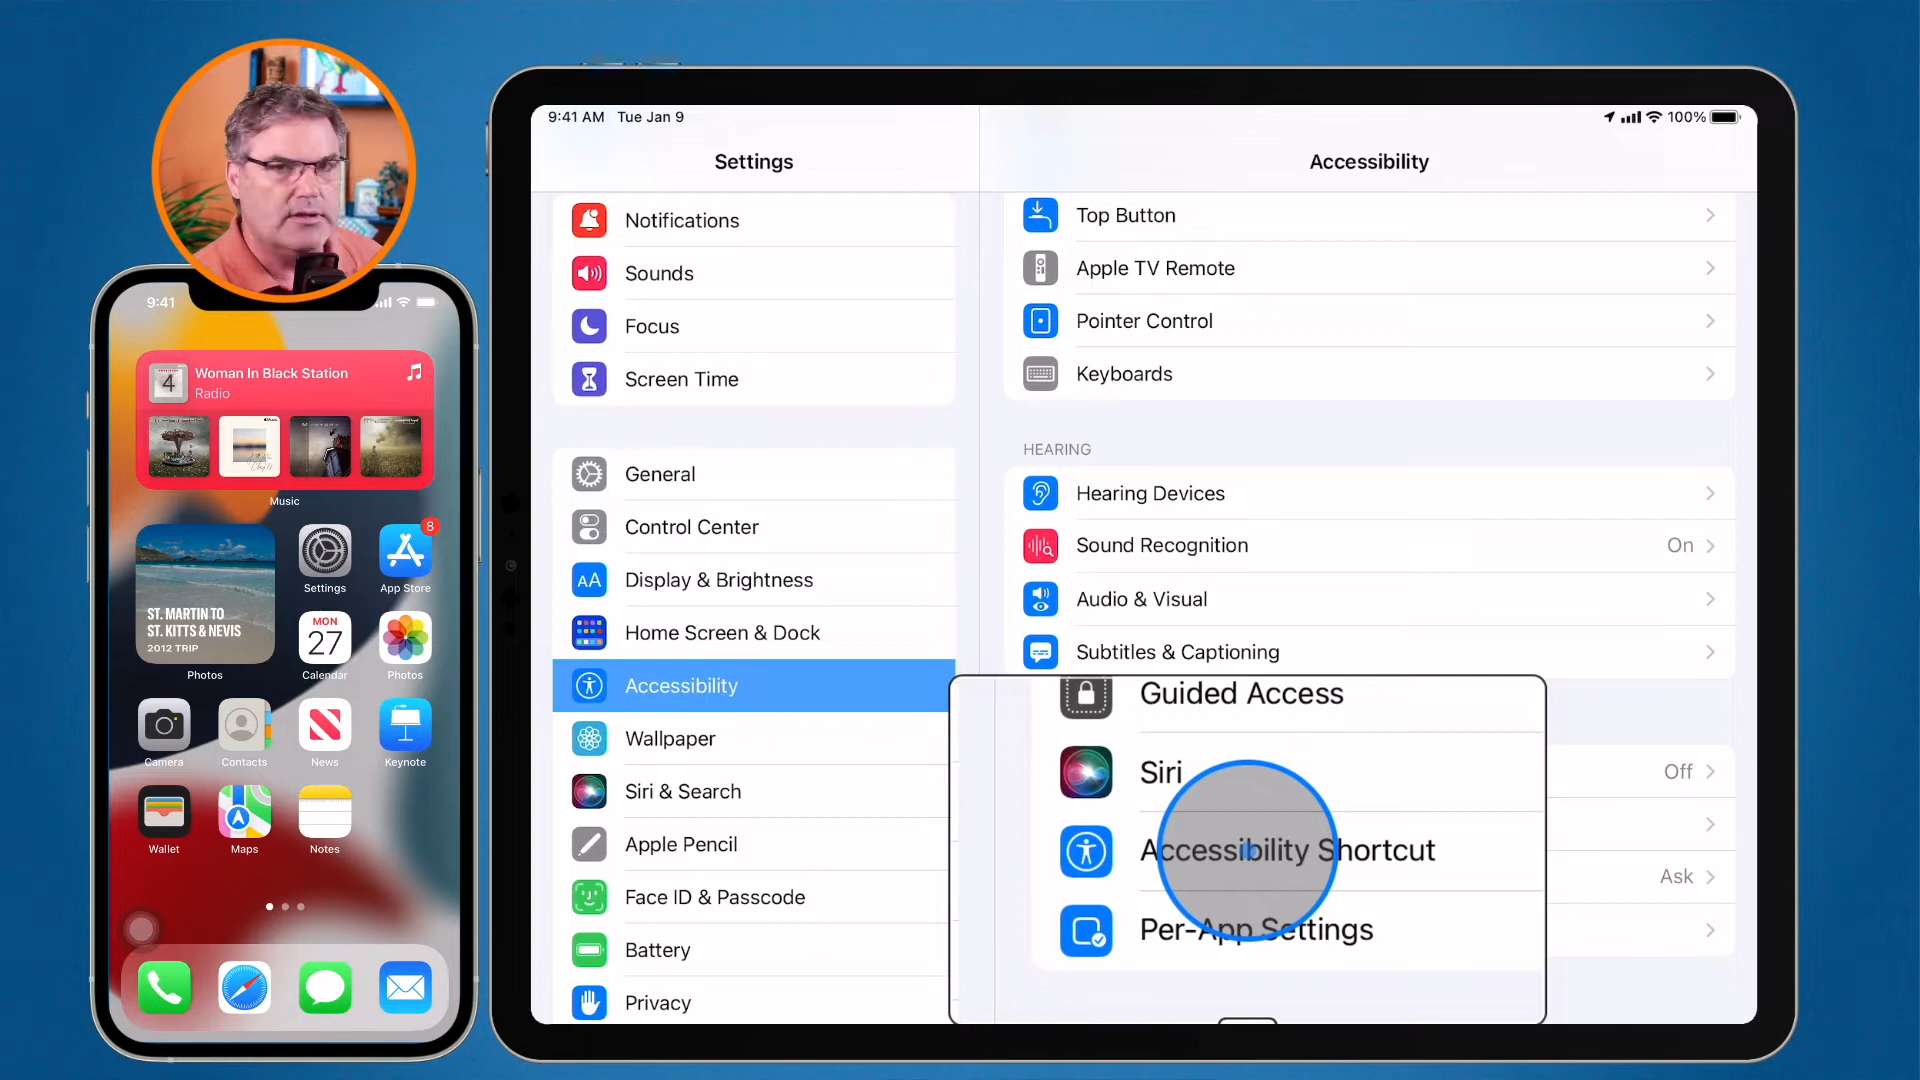 9:41
Woman In Black Station
Radio
4
Music
8
ST. MARTIN TO
ST. KITTS & NEVIS
2012 TRIP
Photos
Settings
App Store
MON
27
Calendar
Photos
Camera
Contacts
News
Keynote
Wallet
Maps
Notes
9:41 AM Tue Jan 9
100%
Settings
Notifications
Sounds
Focus
Screen Time
General
Control Center
AA Display & Brightness
Home Screen & Dock
Accessibility
Wallpaper
Siri & Search
Apple Pencil
Face ID & Passcode
Battery
Privacy
Accessibility
Top Button
Apple TV Remote
Pointer Control
Keyboards
HEARING
Hearing Devices
Sound Recognition On
Audio & Visual
Subtitles & Captioning
Guided Access
Off
Siri
Accessibility Shortcut
Ask
Per-App Settings